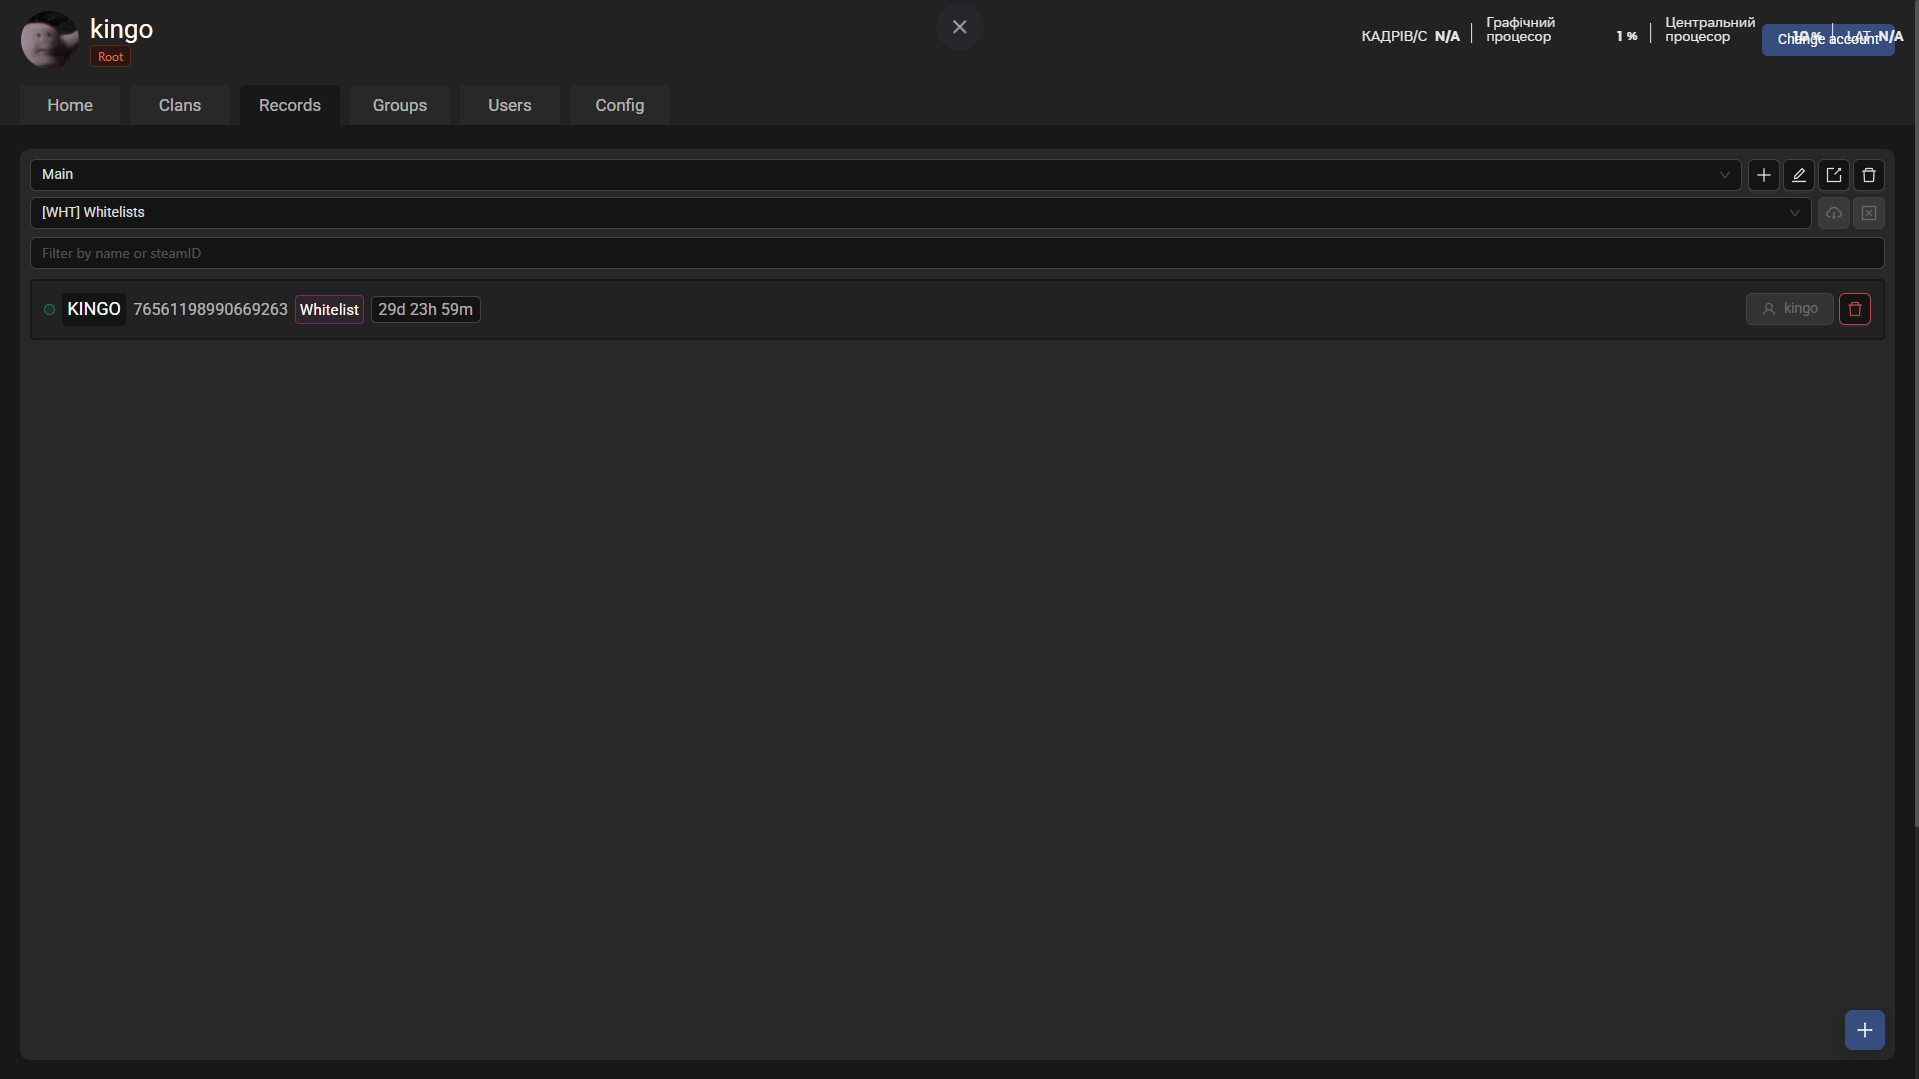 kingo
Root
КАДРІВ/С N/A
Графічний процесор 1 %
Центральний процесор 19 %
LAT N/A
Change account
Home
Clans
Records
Groups
Users
Config
Main
[WHT] Whitelists
Filter by name or steamID
KINGO 76561198990669263 Whitelist 29d 23h 59m
kingo